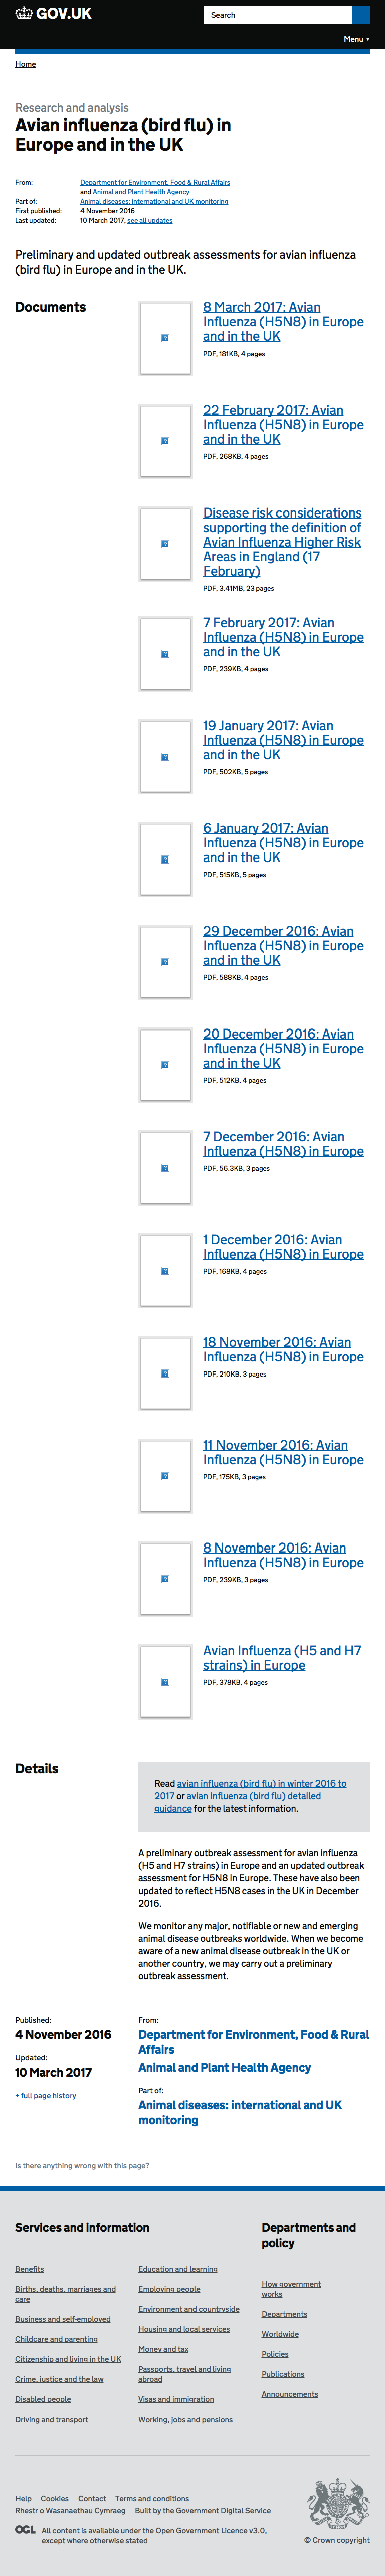 GOV.UK
Search
Menu ▼
Home
Research and analysis
Avian influenza (bird flu) in
Europe and in the UK
From: Department for Environment, Food & Rural Affairs
and Animal and Plant Health Agency
Part of: Animal diseases: international and UK monitoring
First published: 4 November 2016
Last updated: 10 March 2017, see all updates
Preliminary and updated outbreak assessments for avian influenza
(bird flu) in Europe and in the UK.
Documents
8 March 2017: Avian
Influenza (H5N8) in Europe
and in the UK
PDF, 181KB, 4 pages
22 February 2017: Avian
Influenza (H5N8) in Europe
and in the UK
PDF, 268KB, 4 pages
Disease risk considerations
supporting the definition of
Avian Influenza Higher Risk
Areas in England (17
February)
PDF, 3.41MB, 23 pages
7 February 2017: Avian
Influenza (H5N8) in Europe
and in the UK
PDF, 239KB, 4 pages
19 January 2017: Avian
Influenza (H5N8) in Europe
and in the UK
PDF, 502KB, 5 pages
6 January 2017: Avian
Influenza (H5N8) in Europe
and in the UK
PDF, 515KB, 5 pages
29 December 2016: Avian
Influenza (H5N8) in Europe
and in the UK
PDF, 588KB, 4 pages
20 December 2016: Avian
Influenza (H5N8) in Europe
and in the UK
PDF, 512KB, 4 pages
7 December 2016: Avian
Influenza (H5N8) in Europe
PDF, 56.3KB, 3 pages
1 December 2016: Avian
Influenza (H5N8) in Europe
PDF, 168KB, 4 pages
18 November 2016: Avian
Influenza (H5N8) in Europe
PDF, 210KB, 3 pages
11 November 2016: Avian
Influenza (H5N8) in Europe
PDF, 175KB, 3 pages
8 November 2016: Avian
Influenza (H5N8) in Europe
PDF, 239KB, 3 pages
Avian Influenza (H5 and H7
strains) in Europe
PDF, 378KB, 4 pages
Details
Read avian influenza (bird flu) in winter 2016 to
2017 or avian influenza (bird flu) detailed
guidance for the latest information.
A preliminary outbreak assessment for avian influenza
(H5 and H7 strains) in Europe and an updated outbreak
assessment for H5N8 in Europe. These have also been
updated to reflect H5N8 cases in the UK in December
2016.
We monitor any major, notifiable or new and emerging
animal disease outbreaks worldwide. When we become
aware of a new animal disease outbreak in the UK or
another country, we may carry out a preliminary
outbreak assessment.
Published:
4 November 2016
Updated:
10 March 2017
+ full page history
From:
Department for Environment, Food & Rural
Affairs
Animal and Plant Health Agency
Part of:
Animal diseases: international and UK
monitoring
Is there anything wrong with this page?
Services and information
Benefits
Births, deaths, marriages and
care
Business and self-employed
Childcare and parenting
Citizenship and living in the UK
Crime, justice and the law
Disabled people
Driving and transport
Education and learning
Employing people
Environment and countryside
Housing and local services
Money and tax
Passports, travel and living
abroad
Visas and immigration
Working, jobs and pensions
Departments and
policy
How government
works
Departments
Worldwide
Policies
Publications
Announcements
Help Cookies Contact Terms and conditions
Rhestr o Wasanaethau Cymraeg Built by the Government Digital Service
OGL All content is available under the Open Government Licence v3.0,
except where otherwise stated
© Crown copyright